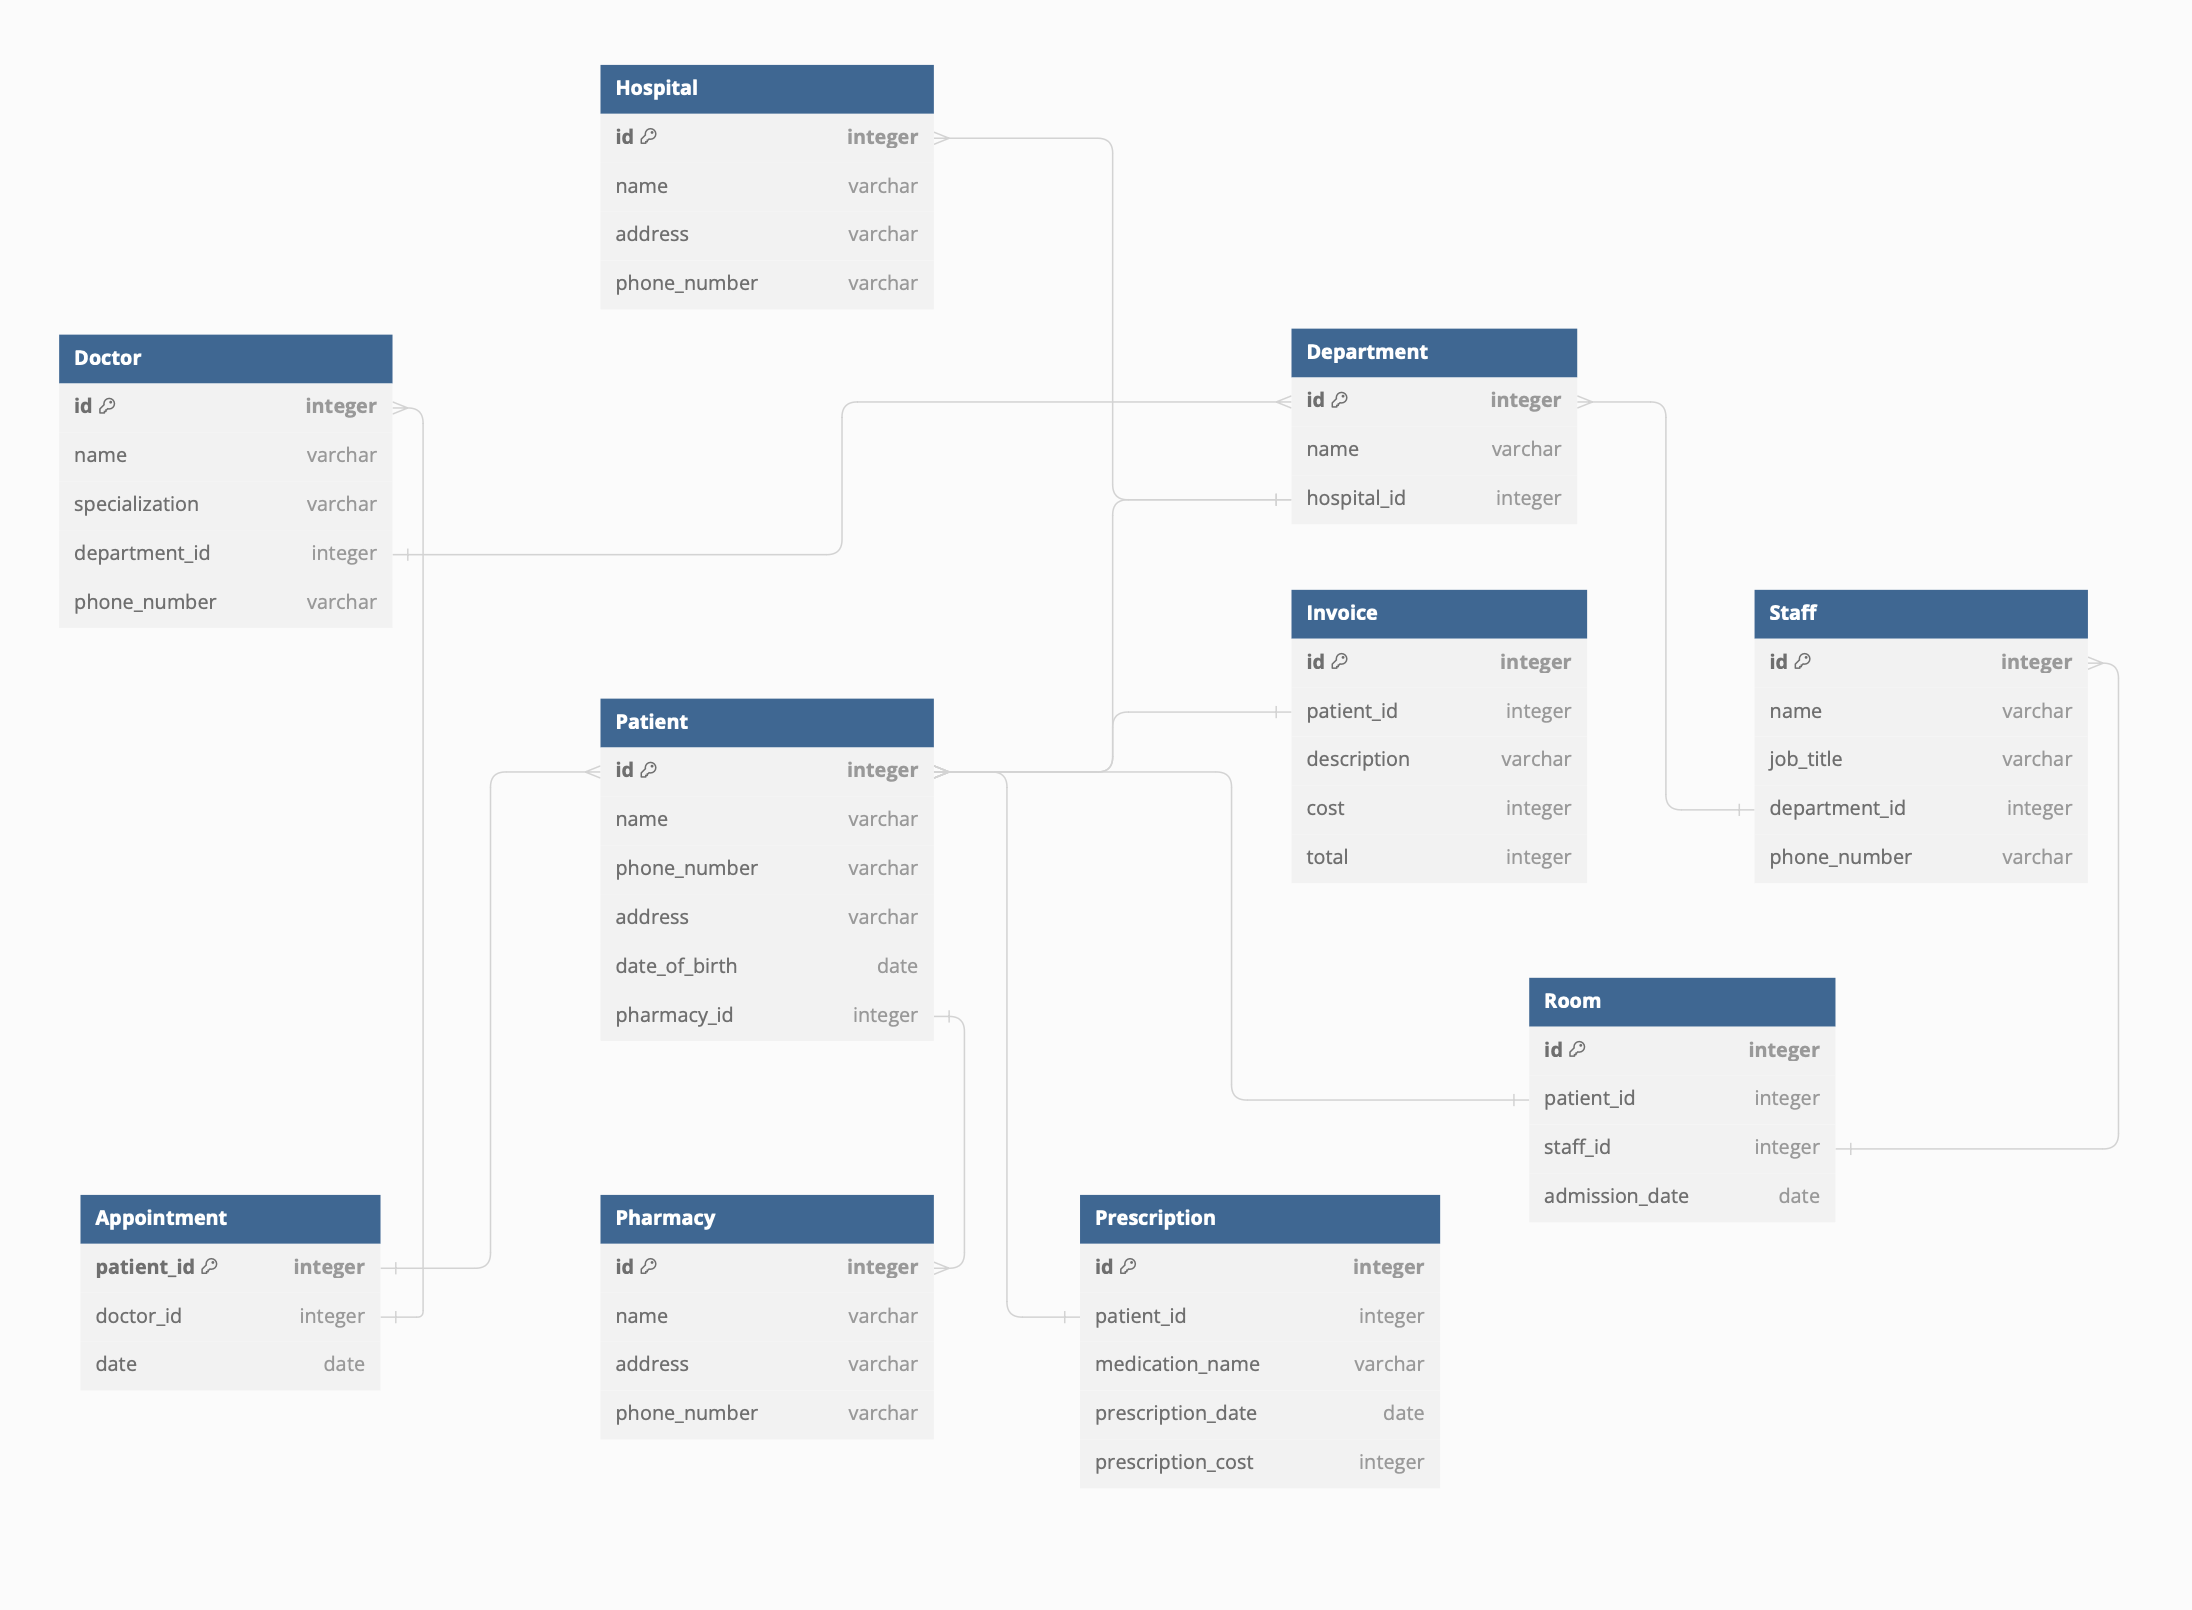 Hospital
id integer
name varchar
address varchar
phone_number varchar
Doctor
id integer
name varchar
specialization varchar
department_id integer
phone_number varchar
Department
id integer
name varchar
hospital_id integer
Invoice
id integer
patient_id integer
description varchar
cost integer
total integer
Staff
id integer
name varchar
job_title varchar
department_id integer
phone_number varchar
Patient
id integer
name varchar
phone_number varchar
address varchar
date_of_birth date
pharmacy_id integer
Room
id integer
patient_id integer
staff_id integer
admission_date date
Appointment
patient_id integer
doctor_id integer
date date
Pharmacy
id integer
name varchar
address varchar
phone_number varchar
Prescription
id integer
patient_id integer
medication_name varchar
prescription_date date
prescription_cost integer